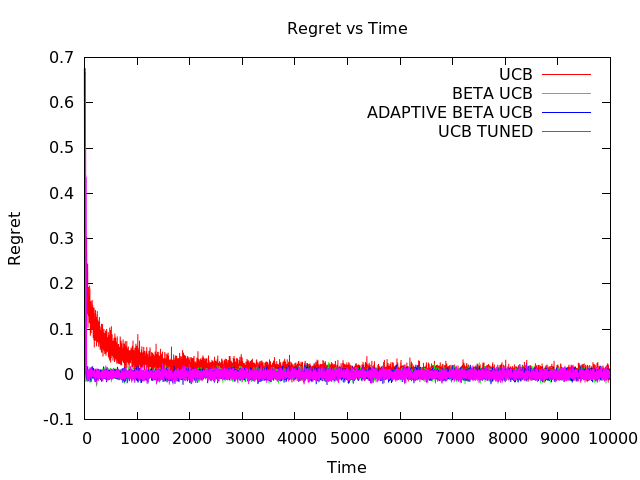 Regret vs Time
0.7
0.6
0.5
0.4
0.3
0.2
0.1
0
-0.1
Regret
UCB
BETA UCB
ADAPTIVE BETA UCB
UCB TUNED
0 1000 2000 3000 4000 5000 6000 7000 8000 9000 10000
Time